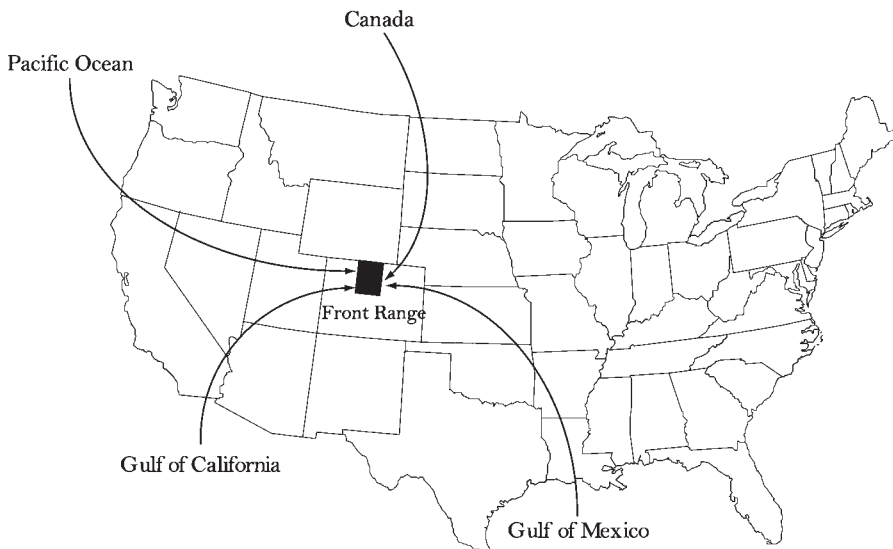 Canada
Pacific Ocean
Front Range
Gulf of California
Gulf of Mexico